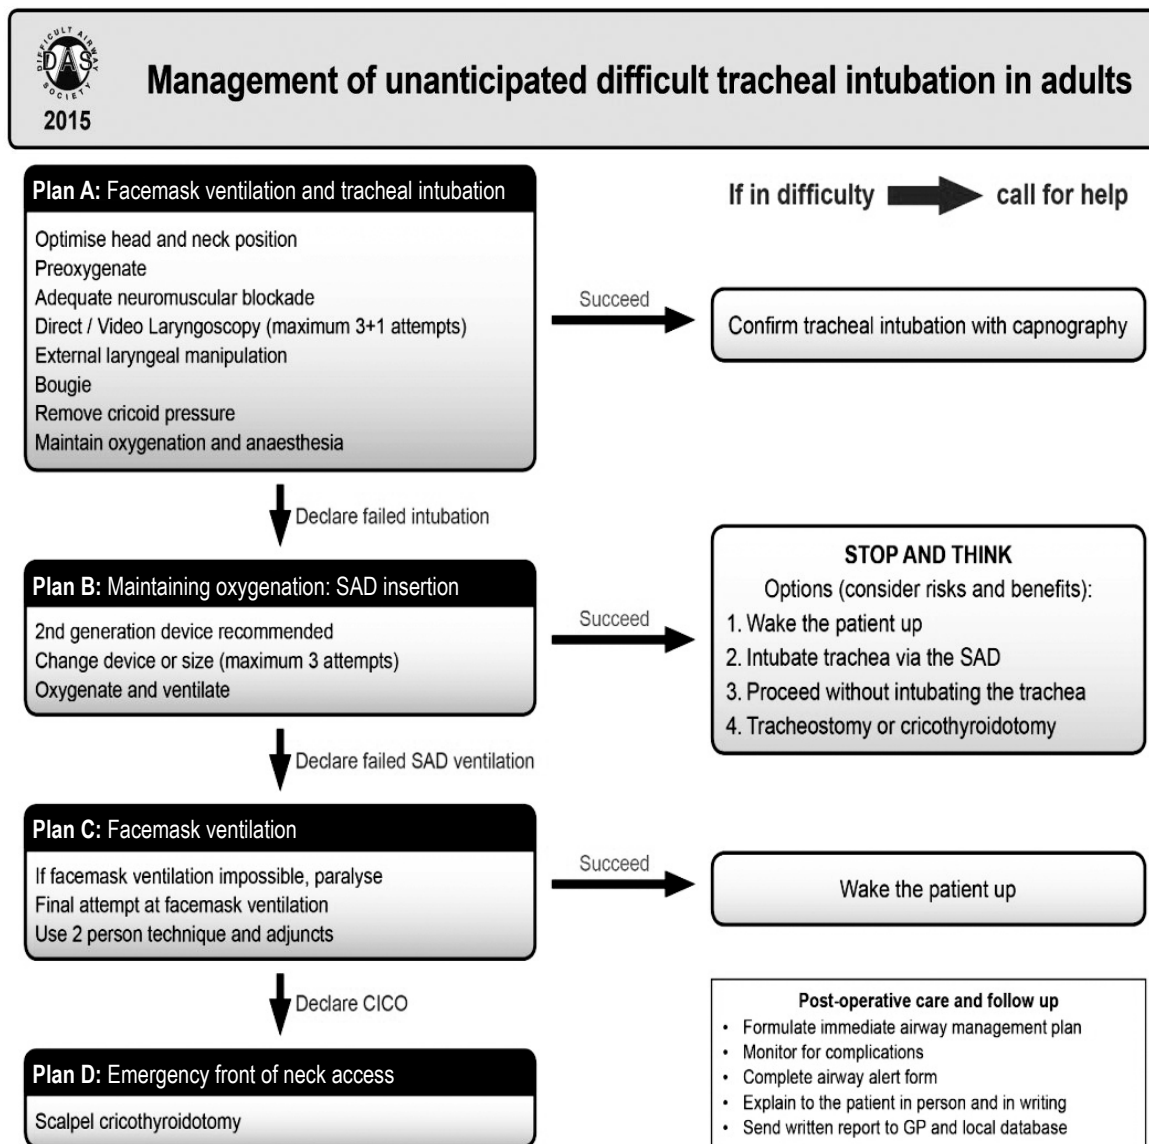 DIFFICULT AIRWAY
DAS
SOCIETY
2015
Management of unanticipated difficult tracheal intubation in adults
Plan A: Facemask ventilation and tracheal intubation
Optimise head and neck position
Preoxygenate
Adequate neuromuscular blockade
Direct / Video Laryngoscopy (maximum 3+1 attempts)
External laryngeal manipulation
Bougie
Remove cricoid pressure
Maintain oxygenation and anaesthesia
If in difficulty call for help
Succeed
Confirm tracheal intubation with capnography
Declare failed intubation
Plan B: Maintaining oxygenation: SAD insertion
2nd generation device recommended
Change device or size (maximum 3 attempts)
Oxygenate and ventilate
Succeed
STOP AND THINK
Options (consider risks and benefits):
1. Wake the patient up
2. Intubate trachea via the SAD
3. Proceed without intubating the trachea
4. Tracheostomy or cricothyroidotomy
Declare failed SAD ventilation
Plan C: Facemask ventilation
If facemask ventilation impossible, paralyse
Final attempt at facemask ventilation
Use 2 person technique and adjuncts
Succeed
Wake the patient up
Declare CICO
Plan D: Emergency front of neck access
Scalpel cricothyroidotomy
Post-operative care and follow up
• Formulate immediate airway management plan
• Monitor for complications
• Complete airway alert form
• Explain to the patient in person and in writing
• Send written report to GP and local database